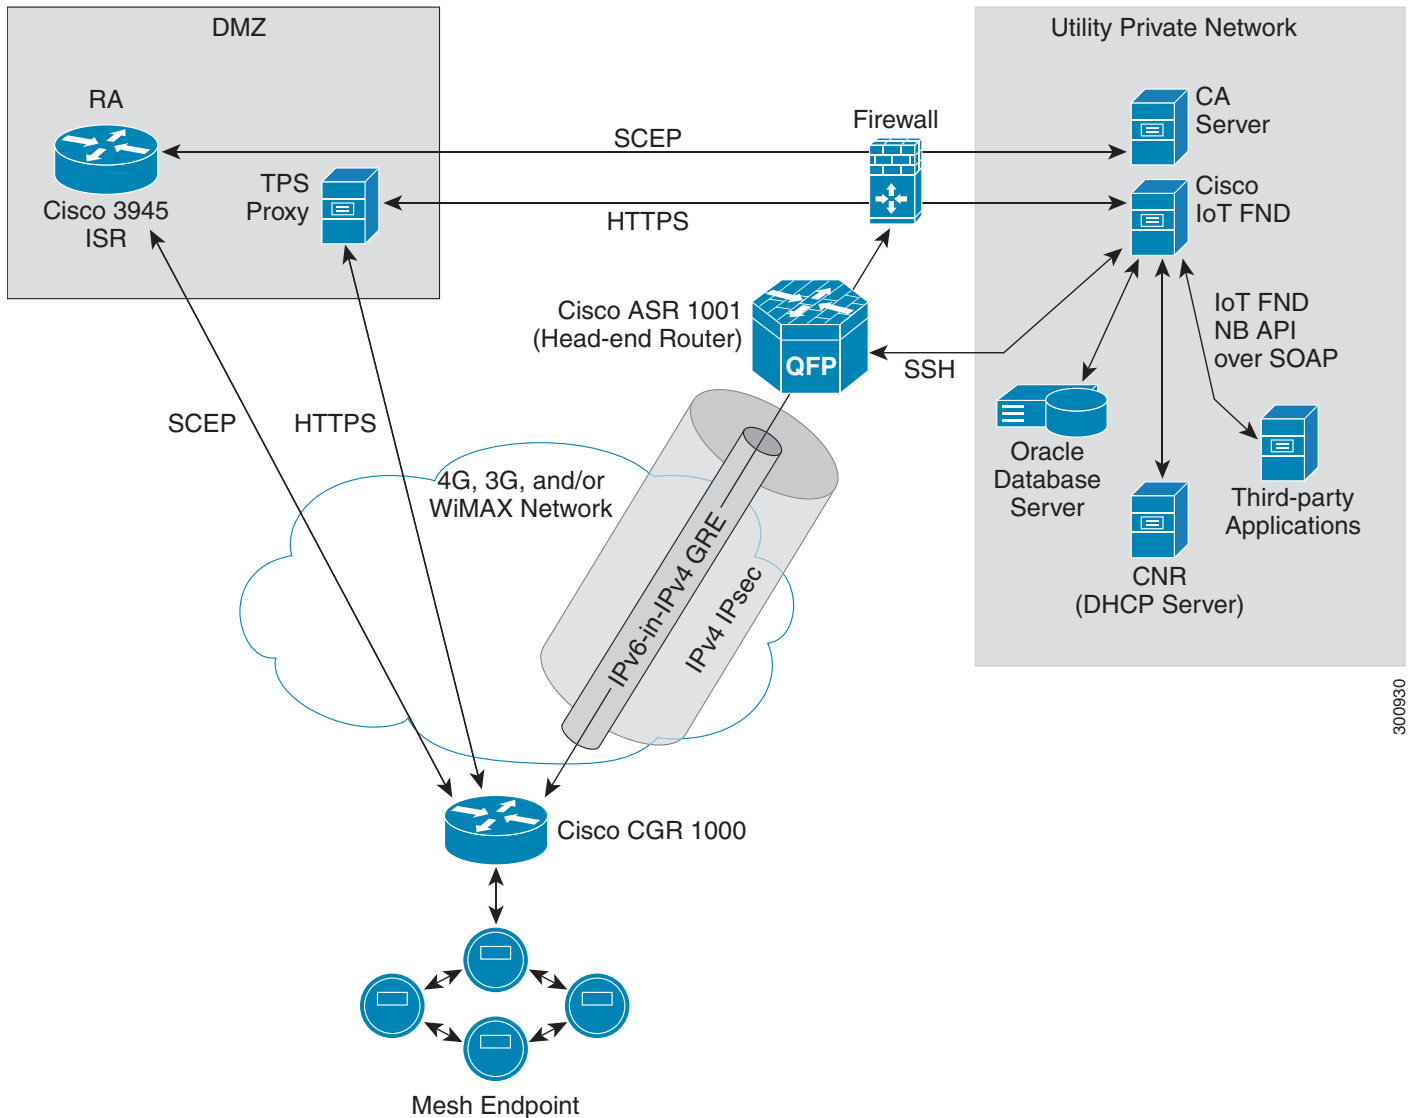 DMZ
Utility Private Network
RA
Cisco 3945
ISR
TPS
Proxy
SCEP
HTTPS
Firewall
CA
Server
Cisco
IoT FND
Cisco ASR 1001
(Head-end Router)
QFP
SSH
IoT FND
NB API
over SOAP
Oracle
Database
Server
Third-party
Applications
CNR
(DHCP Server)
SCEP
HTTPS
4G, 3G, and/or
WiMAX Network
IPv6-in-IPv4 GRE
IPv4 IPsec
Cisco CGR 1000
Mesh Endpoint
300930